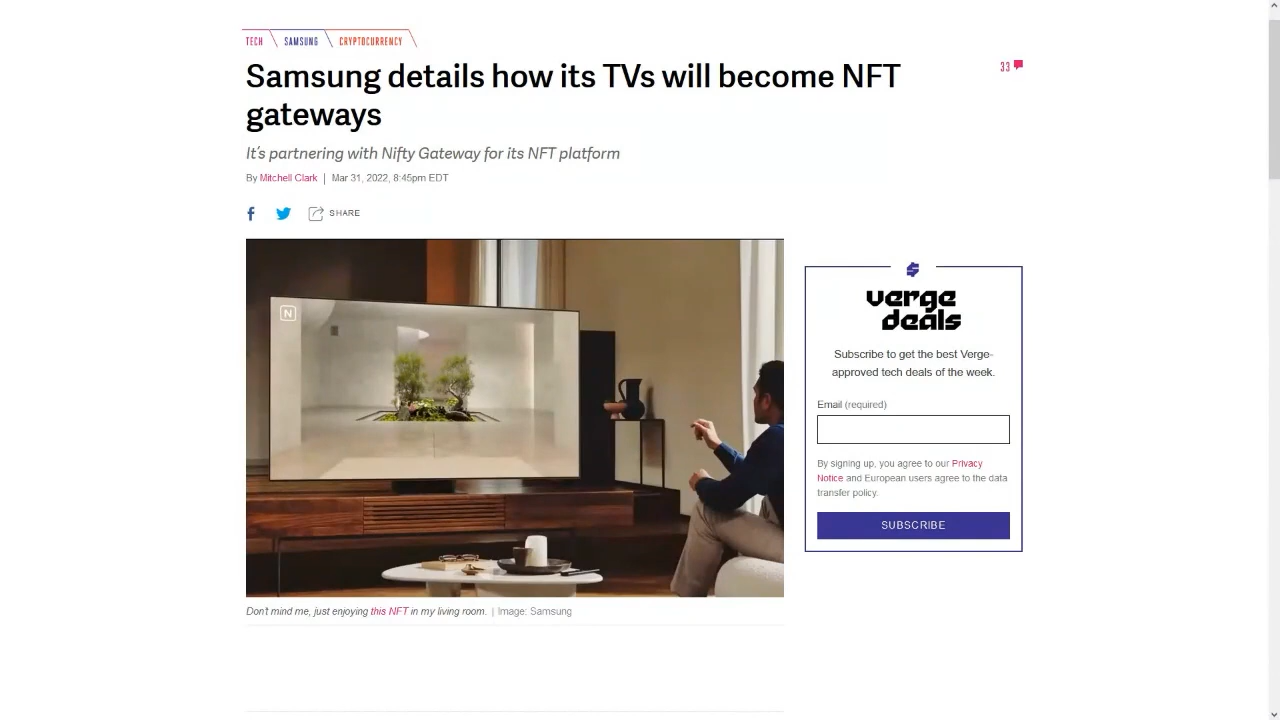 TECH SAMSUNG CRYPTOCURRENCY
Samsung details how its TVs will become NFT
gateways
33
It's partnering with Nifty Gateway for its NFT platform
By Mitchell Clark | Mar 31, 2022, 8:45pm EDT
SHARE
N
Don't mind me, just enjoying this NFT in my living room. | Image: Samsung
verge
deals
Subscribe to get the best Verge-
approved tech deals of the week.
Email (required)
By signing up, you agree to our Privacy
Notice and European users agree to the data
transfer policy.
SUBSCRIBE